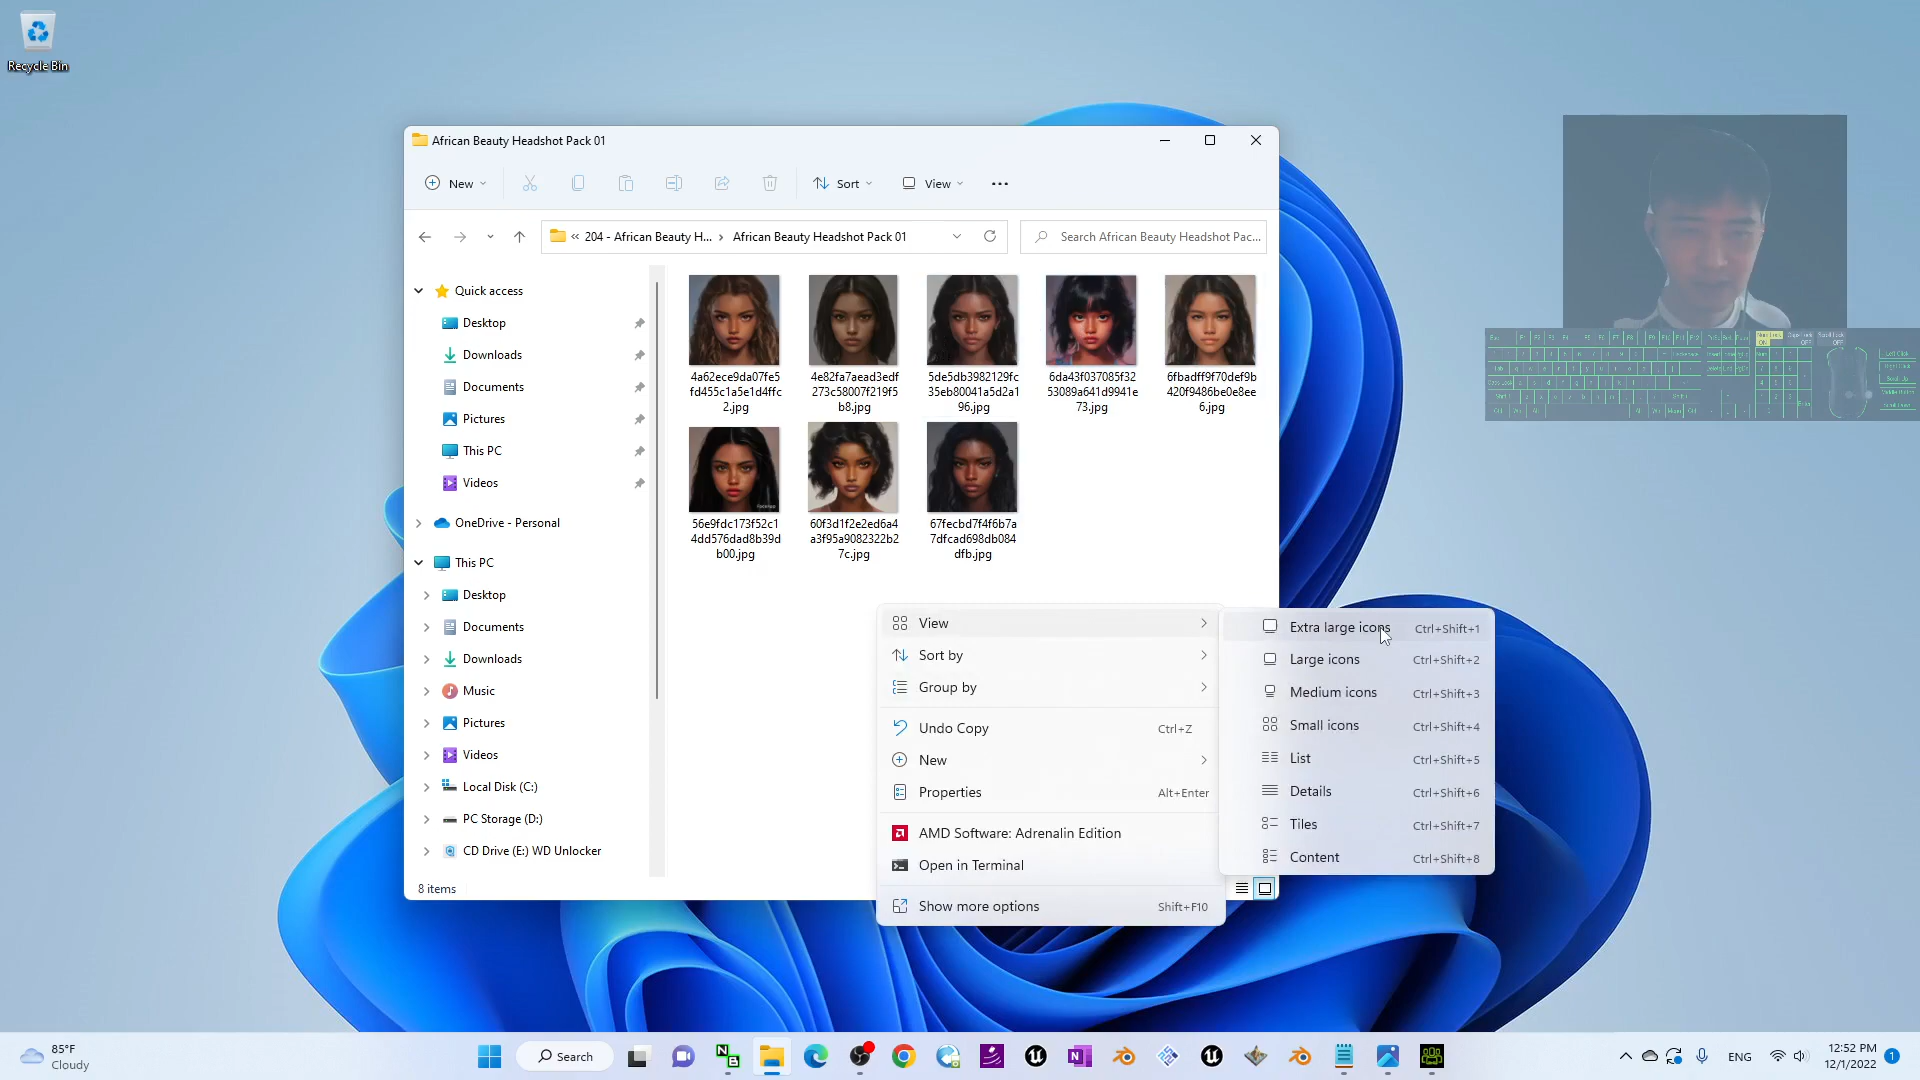 Recycle Bin
African Beauty Headshot Pack 01
New
Sort
View
204 - African Beauty H...
African Beauty Headshot Pack 01
Search African Beauty Headshot Pac...
Quick access
Desktop
Downloads
Documents
Pictures
This PC
Videos
OneDrive - Personal
This PC
Desktop
Documents
Downloads
Music
Pictures
Videos
Local Disk (C:)
PC Storage (D:)
CD Drive (E:) WD Unlocker
8 items
4a62ece9da07fe5
fd455c1a5e1d4ffc
2.jpg
4e82fa7aead3edf
273c58007f219f5
b8.jpg
5de5db3982129fc
35eb80041a5d2a1
96.jpg
6da43f037085f32
53089a641d9941e
73.jpg
6fbadff9f70def9b
420f9486be0e8ee
6.jpg
56e9fdc173f52c1
4dd576dad8b39d
b00.jpg
60f3d1f2e2ed6a4
a3f95a9082322b2
7c.jpg
67fecbd7f4f6b7a
7dfcad698db084
dfb.jpg
View
Sort by
Group by
Undo Copy Ctrl+Z
New
Properties Alt+Enter
AMD Software: Adrenalin Edition
Open in Terminal
Show more options Shift+F10
Extra large icons Ctrl+Shift+1
Large icons Ctrl+Shift+2
Medium icons Ctrl+Shift+3
Small icons Ctrl+Shift+4
List Ctrl+Shift+5
Details Ctrl+Shift+6
Tiles Ctrl+Shift+7
Content Ctrl+Shift+8
85°F
Cloudy
Search
ENG
12:52 PM
12/1/2022
1